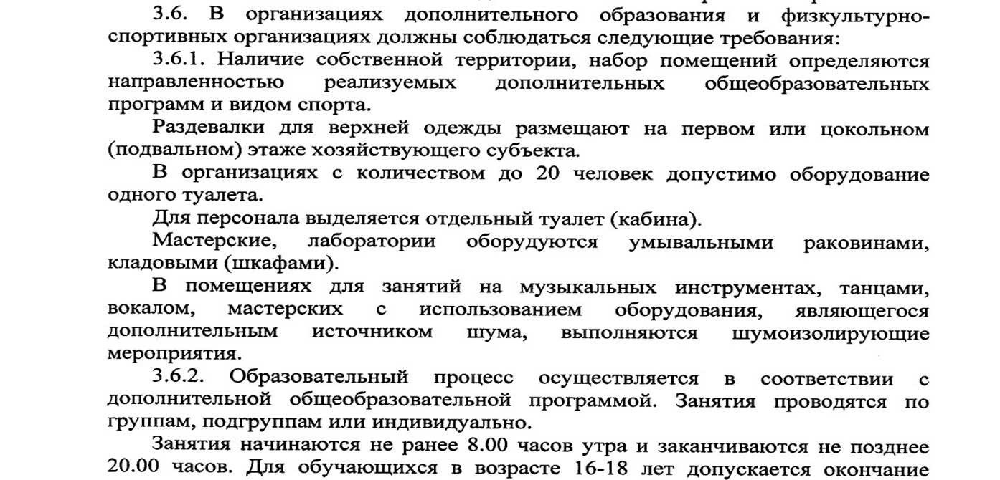 3.6. В организациях дополнительного образования и физкультурно-
спортивных организациях должны соблюдаться следующие требования:
3.6.1. Наличие собственной территории, набор помещений определяются
направленностью реализуемых дополнительных общеобразовательных
программ и видом спорта.
Раздевалки для верхней одежды размещают на первом или цокольном
(подвальном) этаже хозяйствующего субъекта.
В организациях с количеством до 20 человек допустимо оборудование
одного туалета.
Для персонала выделяется отдельный туалет (кабина).
Мастерские, лаборатории оборудуются умывальными раковинами,
кладовыми (шкафами).
В помещениях для занятий на музыкальных инструментах, танцами,
вокалом, мастерских с использованием оборудования, являющегося
дополнительным источником шума, выполняются шумоизолирующие
мероприятия.
3.6.2. Образовательный процесс осуществляется в соответствии с
дополнительной общеобразовательной программой. Занятия проводятся по
группам, подгруппам или индивидуально.
Занятия начинаются не ранее 8.00 часов утра и заканчиваются не позднее
20.00 часов. Для обучающихся в возрасте 16-18 лет допускается окончание